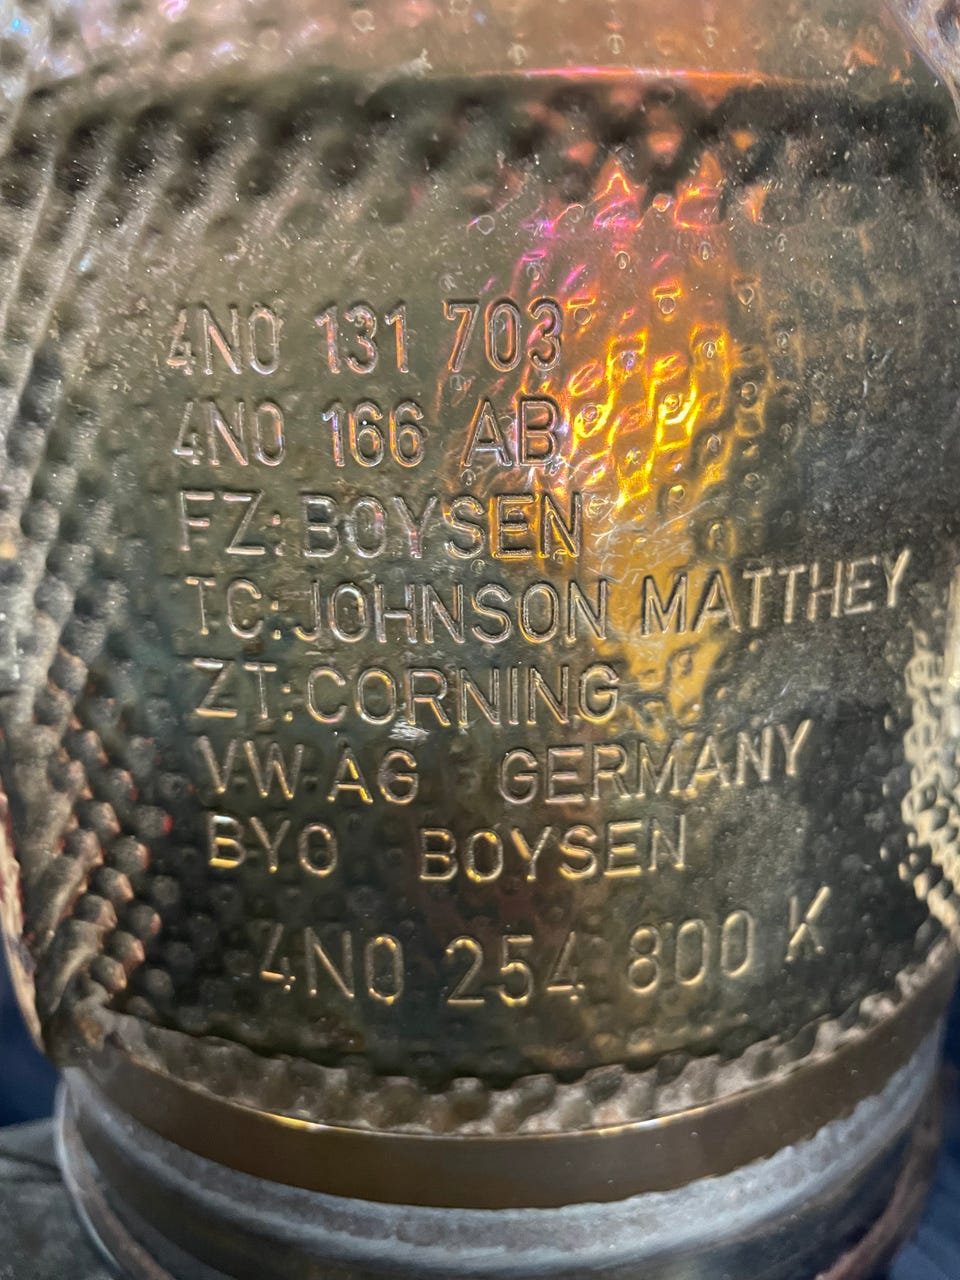 4N0 131 703
4N0 166 AB
FZ: BOYSEN
TC: JOHNSON MATTHEY
ZT: CORNING
VW AG GERMANY
BYO BOYSEN
4N0 254 800 K